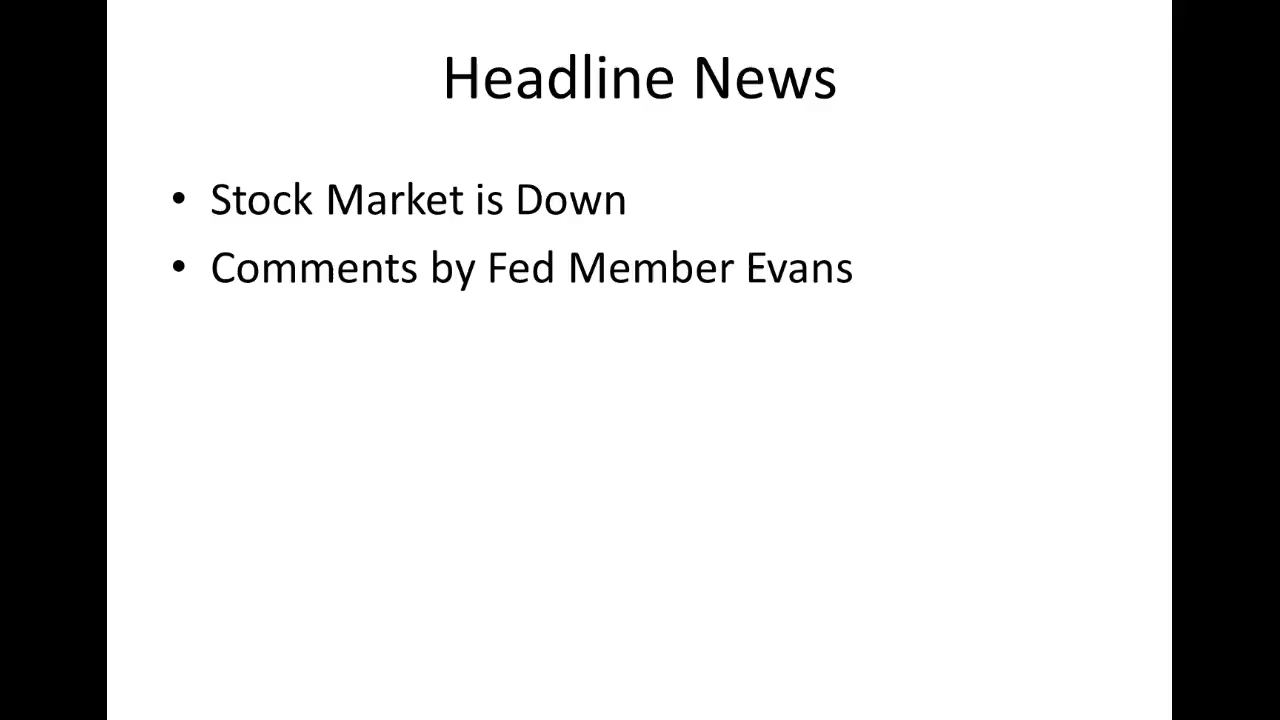 Headline News
• Stock Market is Down
• Comments by Fed Member Evans